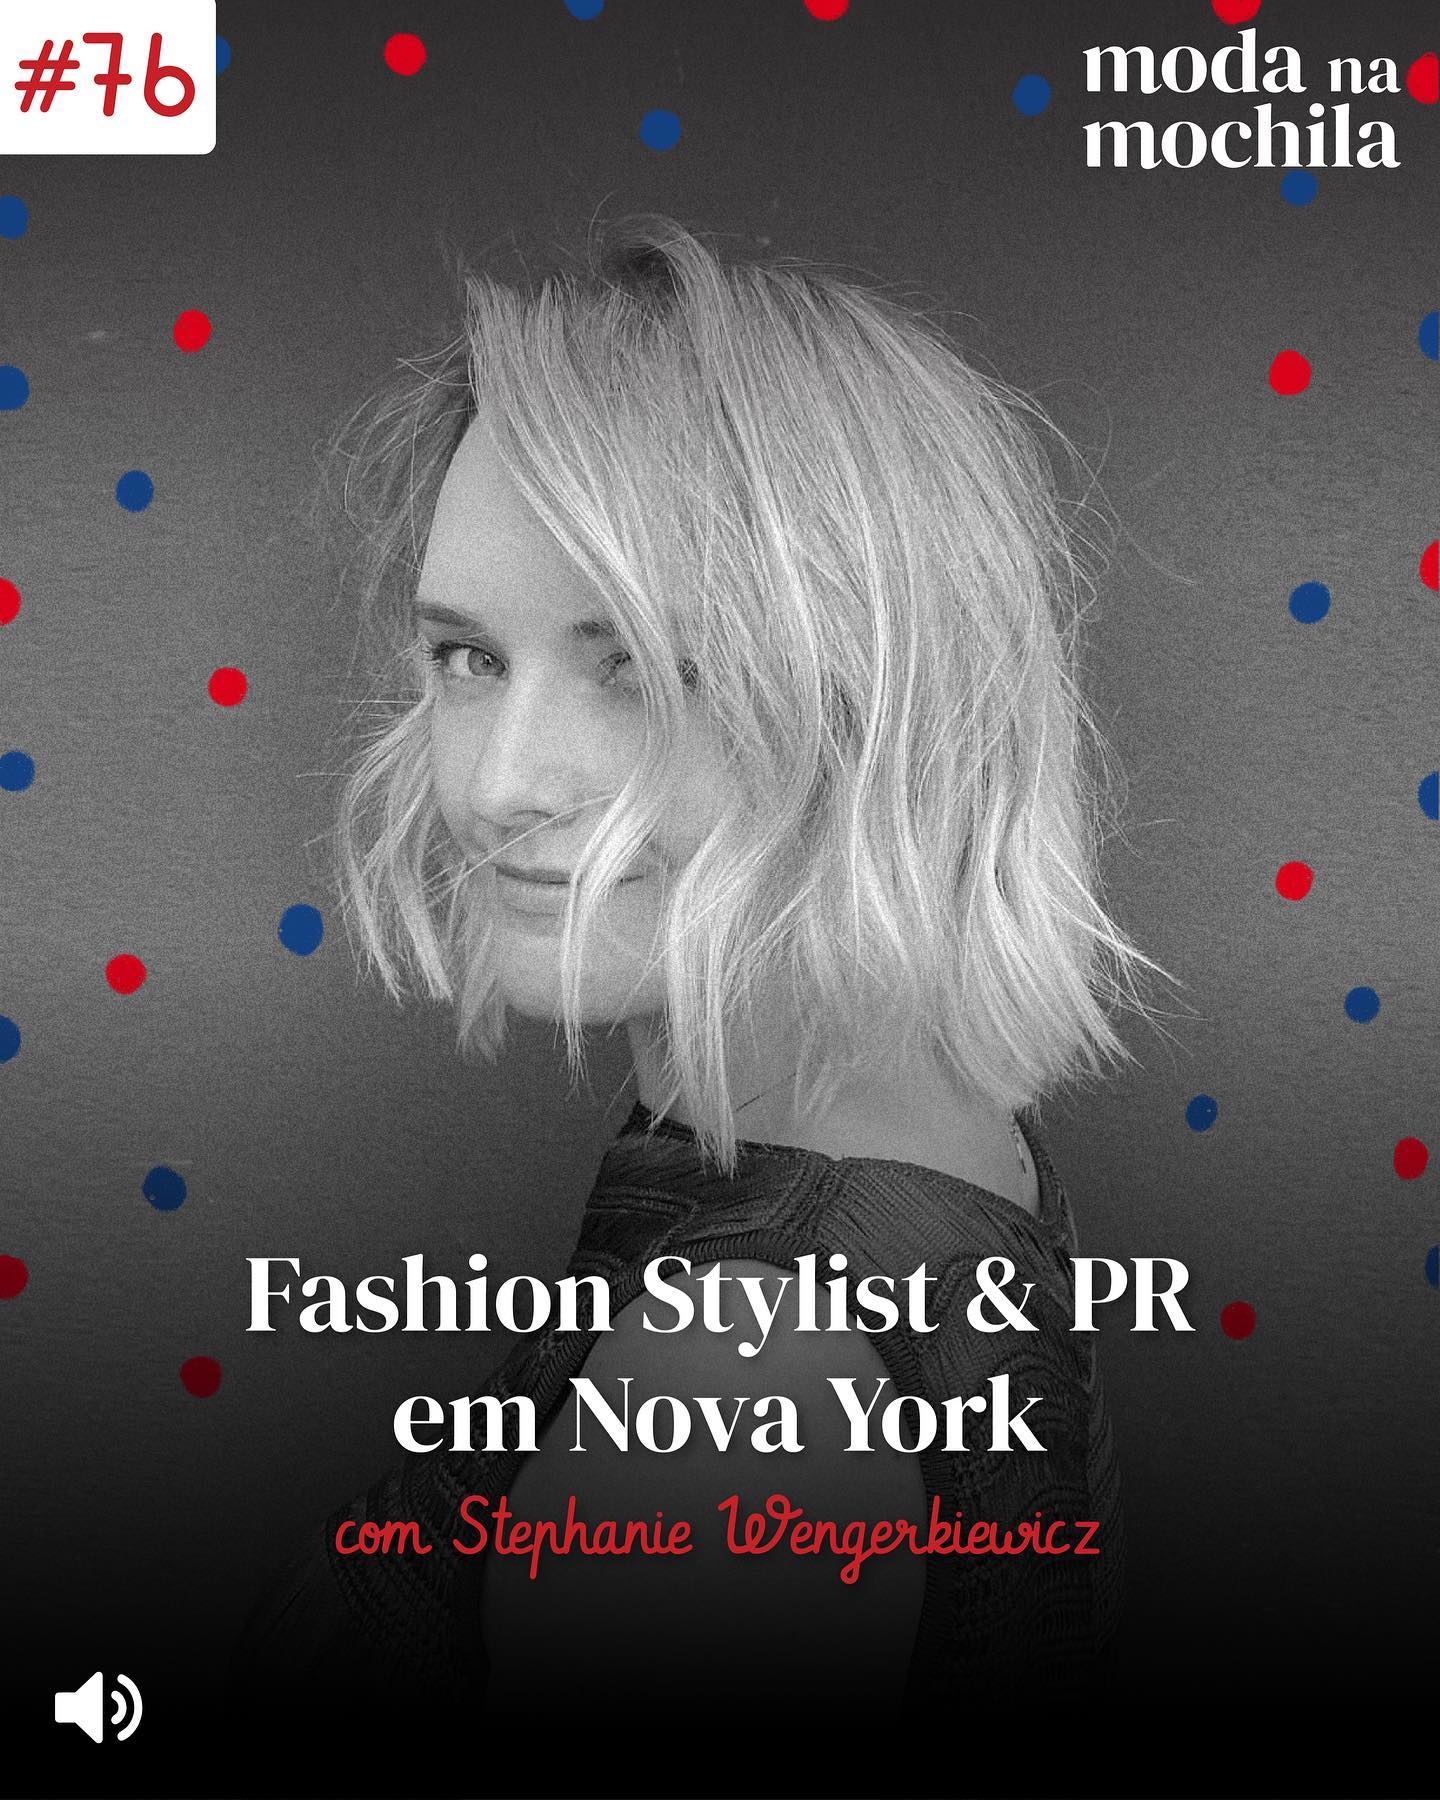 #76
moda na
mochila
Fashion Stylist & PR
em Nova York
com Stephanie Wengerkiewicz